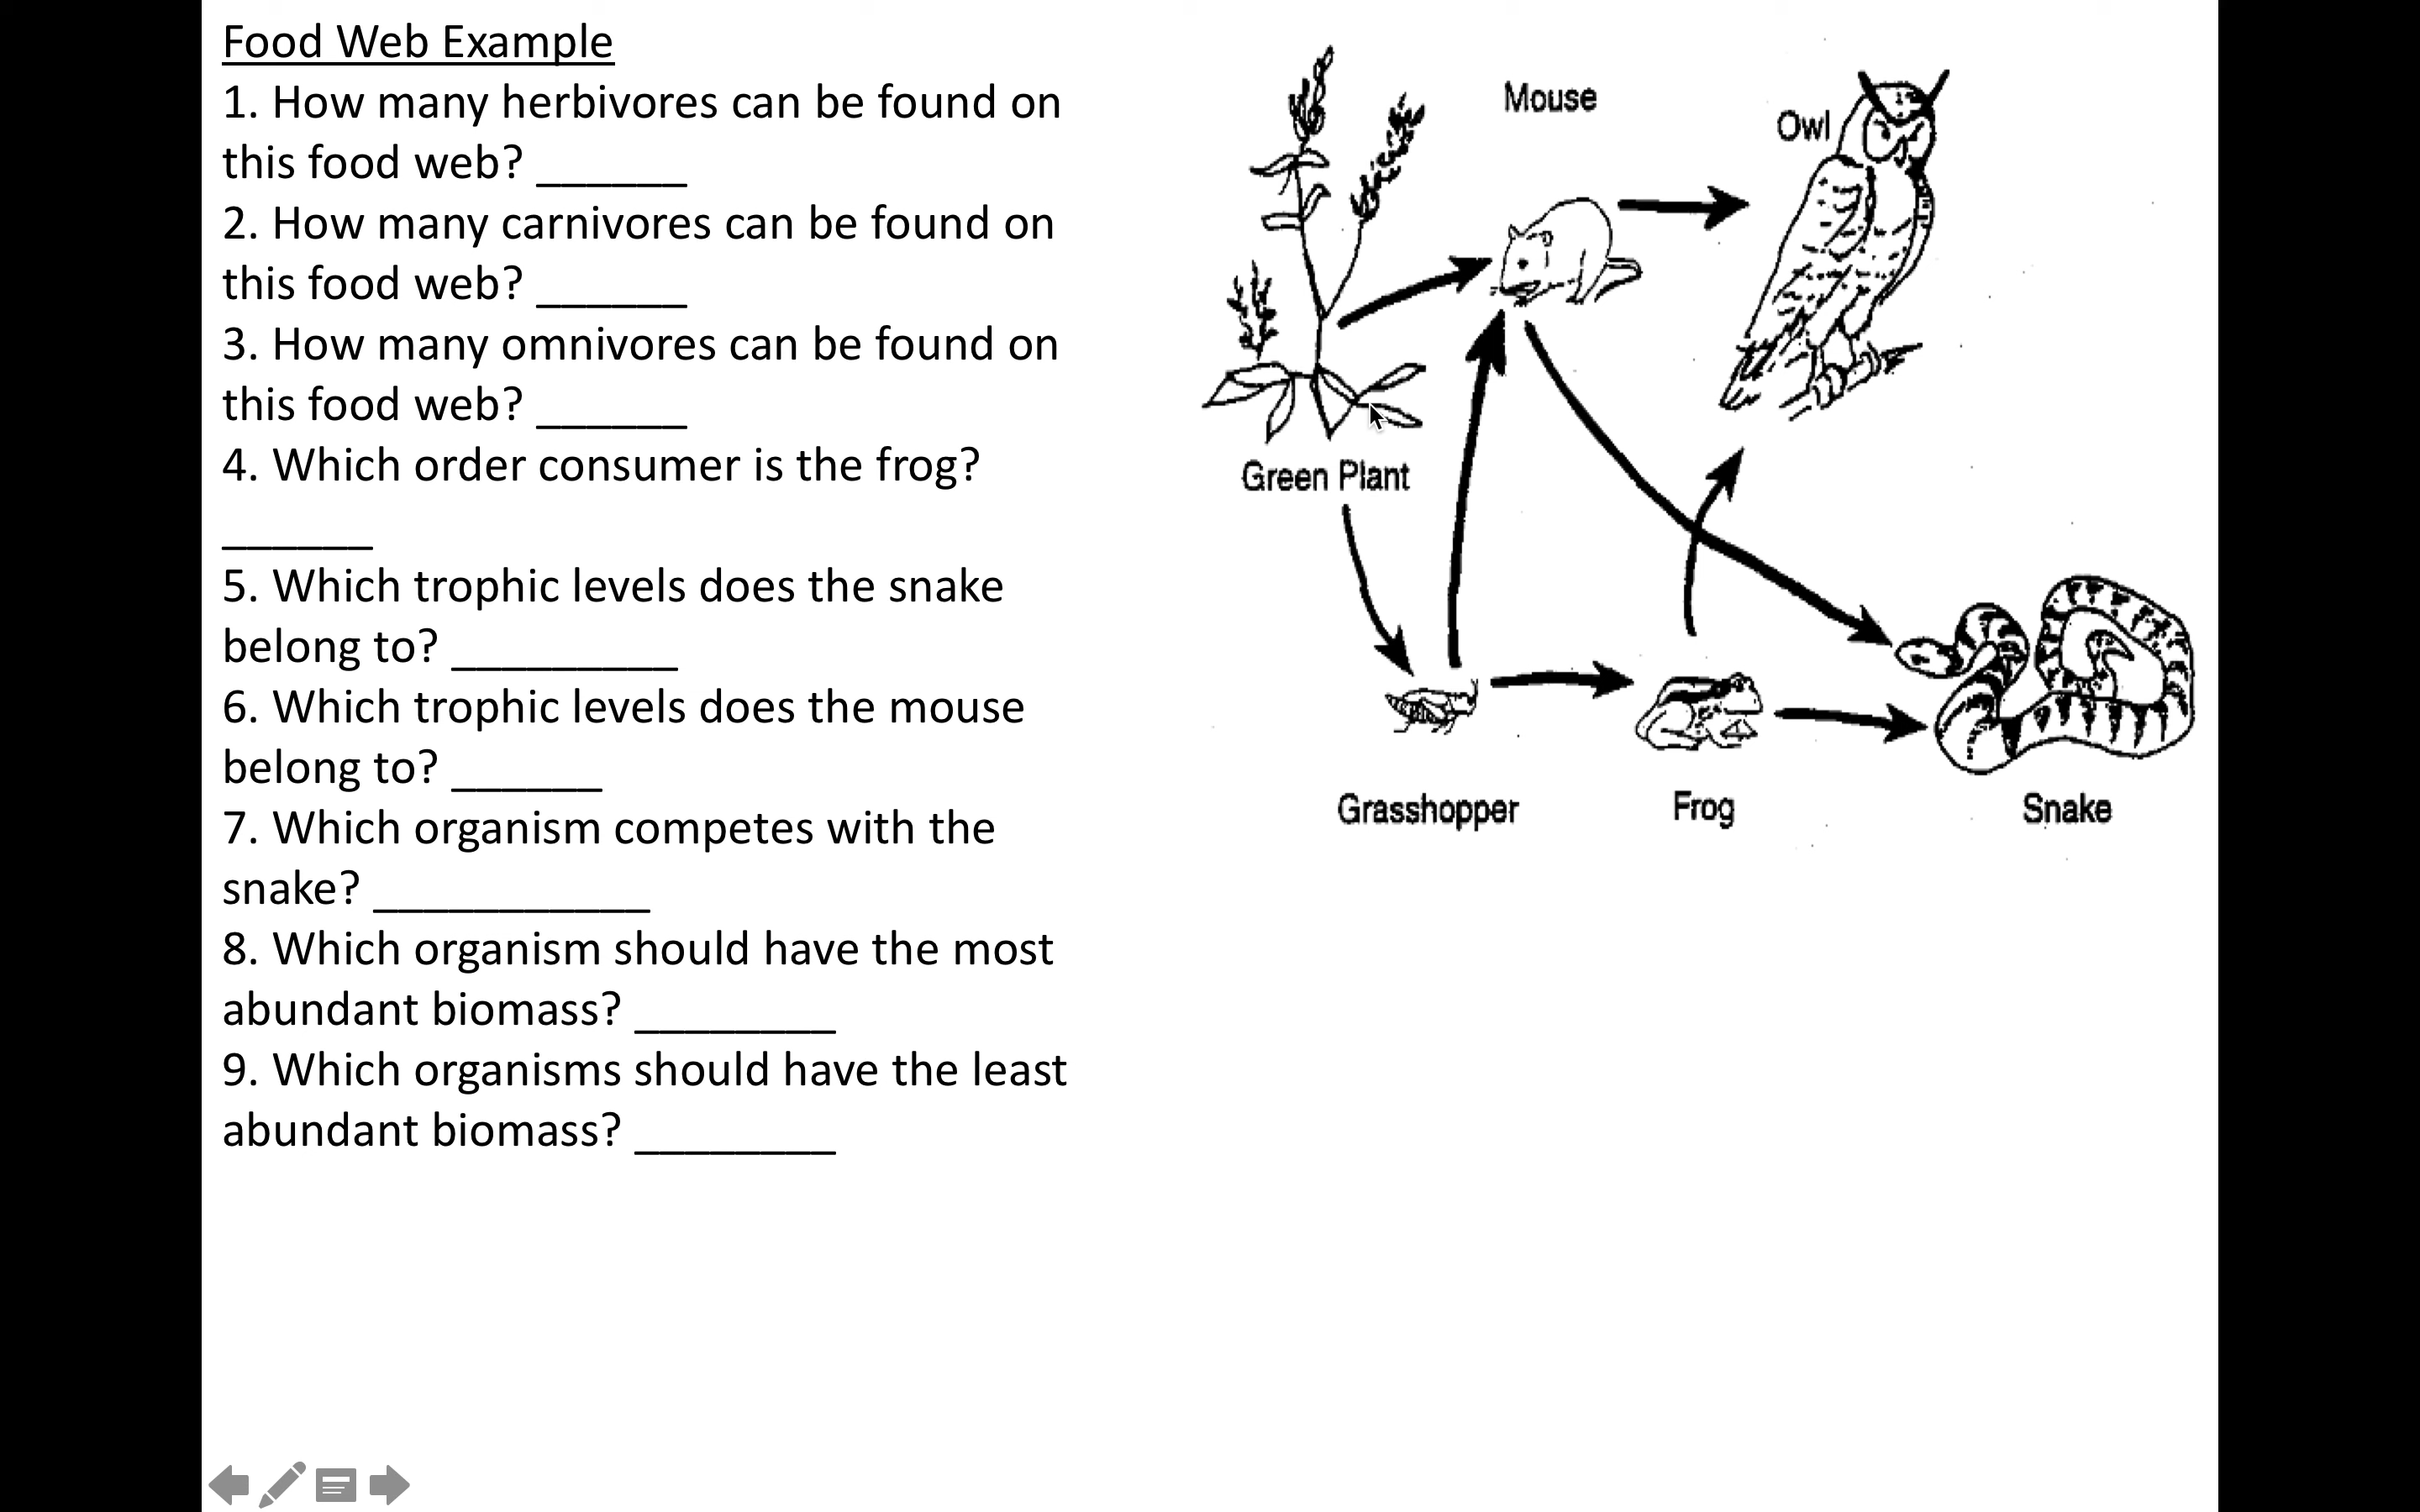 Food Web Example
1. How many herbivores can be found on
this food web? ______
2. How many carnivores can be found on
this food web? ______
3. How many omnivores can be found on
this food web? ______
4. Which order consumer is the frog?
______
5. Which trophic levels does the snake
belong to? _________
6. Which trophic levels does the mouse
belong to? ______
7. Which organism competes with the
snake? ___________
8. Which organism should have the most
abundant biomass? ________
9. Which organisms should have the least
abundant biomass? ________
Mouse
Owl
Green Plant
Grasshopper
Frog
Snake